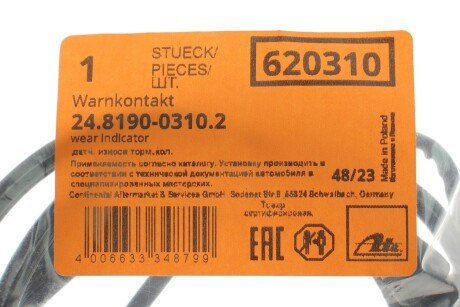 1
STUECK/
PIECES/
ШТ.
620310
Warnkontakt
24.8190-0310.2
wear indicator
датч. износа торм.кол.
Применяемость согласно каталогу. Установку производить в
соответствии с технической документацией автомобиля в
специализированных мастерских.
48/23
Made in Poland
Continental Aftermarket & Services GmbH Sodener Str.9 65824 Schwalbach, Germany
Товар
сертифицирован.
EAC
Ate
4 006633 348799